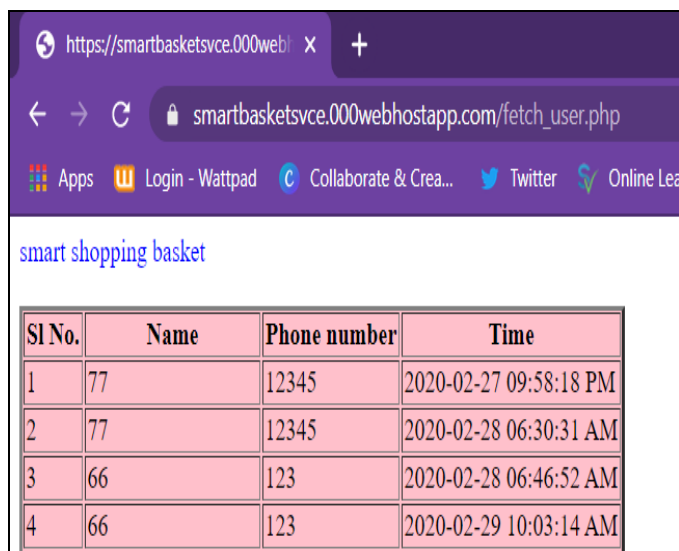 https://smartbasketsvce.000webh
smartbasketsvce.000webhostapp.com/fetch_user.php
Apps Login - Wattpad Collaborate & Crea... Twitter Online Lea
smart shopping basket
Sl No. Name Phone number Time
1 77 12345 2020-02-27 09:58:18 PM
2 77 12345 2020-02-28 06:30:31 AM
3 66 123 2020-02-28 06:46:52 AM
4 66 123 2020-02-29 10:03:14 AM